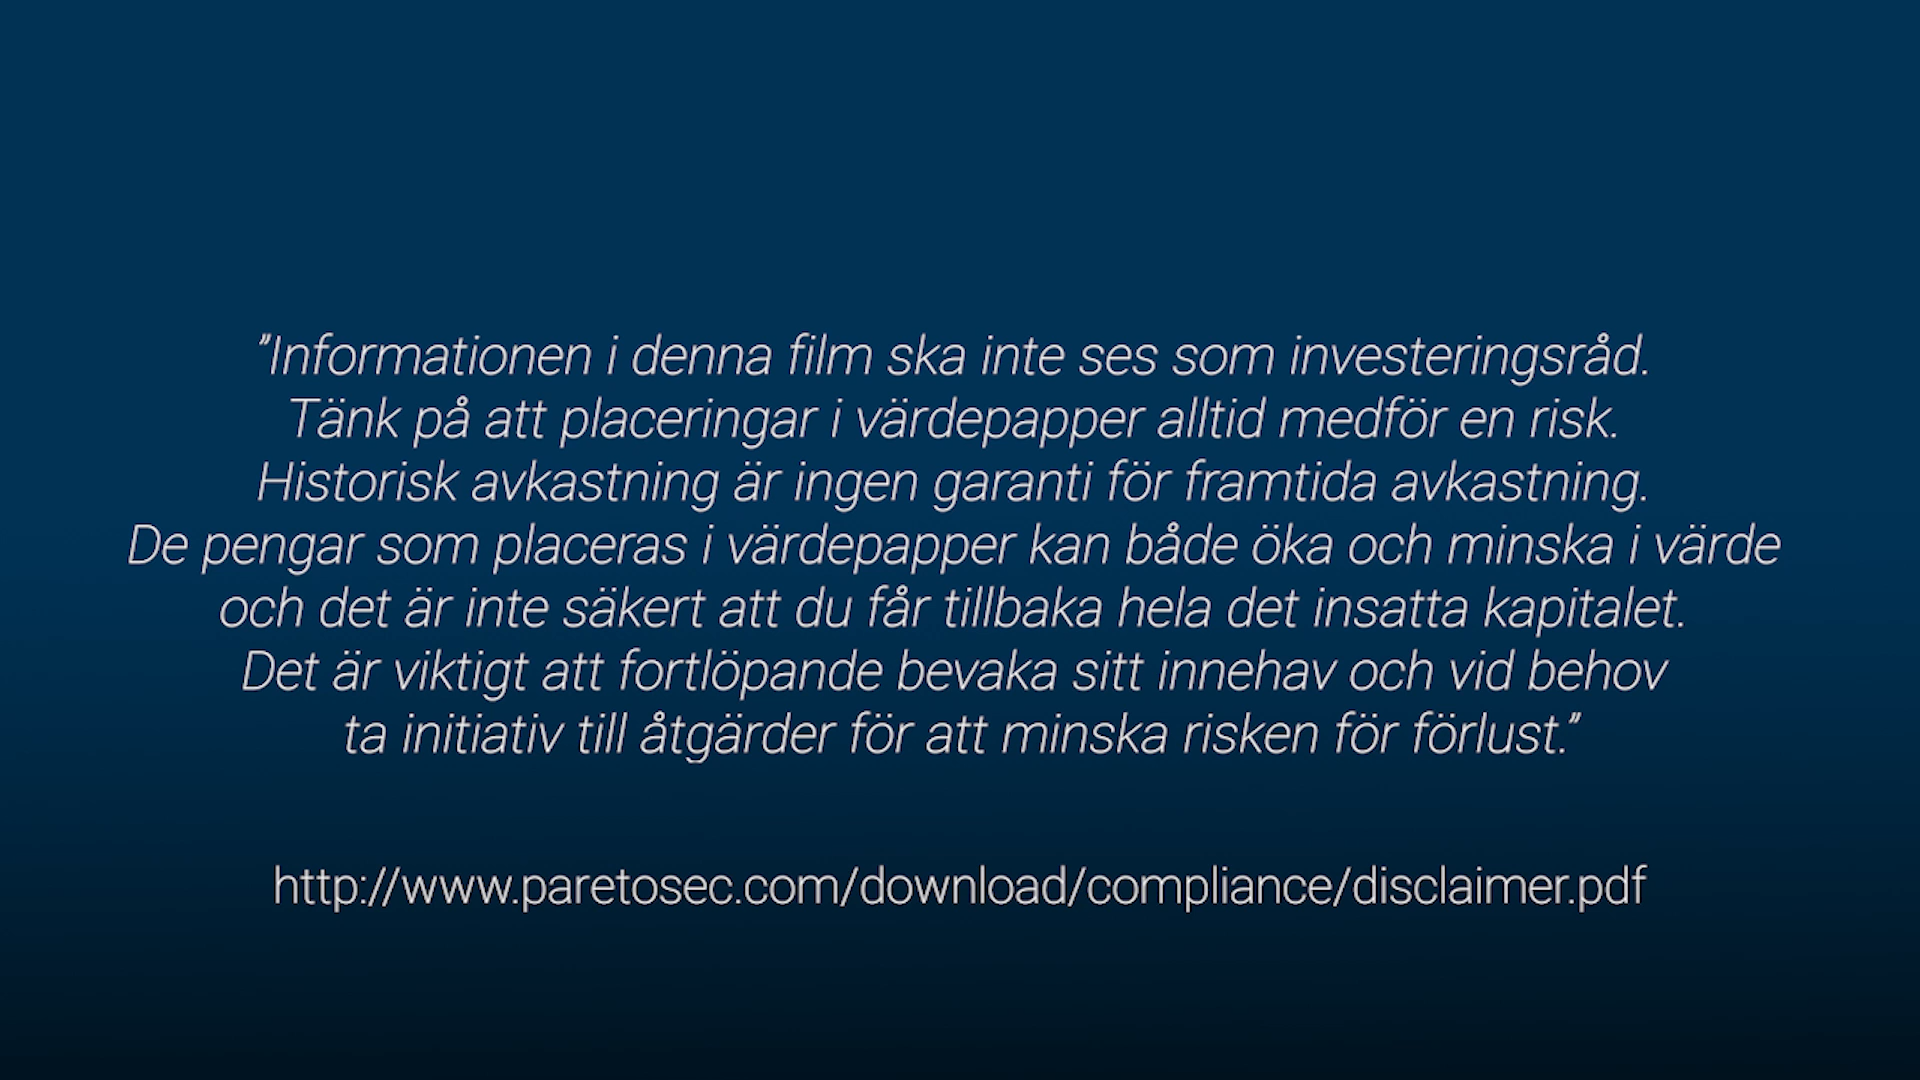 ”Informationen i denna film ska inte ses som investeringsråd.
Tänk på att placeringar i värdepapper alltid medför en risk.
Historisk avkastning är ingen garanti för framtida avkastning.
De pengar som placeras i värdepapper kan både öka och minska i värde
och det är inte säkert att du får tillbaka hela det insatta kapitalet.
Det är viktigt att fortlöpande bevaka sitt innehav och vid behov
ta initiativ till åtgärder för att minska risken för förlust.”
http://www.paretosec.com/download/compliance/disclaimer.pdf